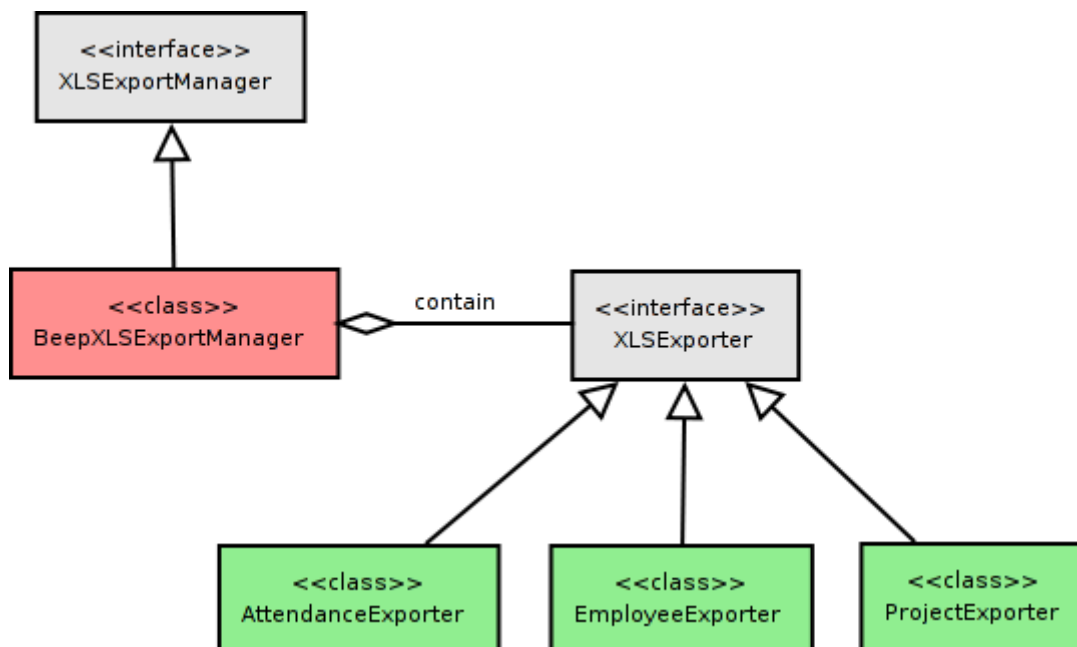 <<interface>>
XLSExportManager
<<class>>
BeepXLSExportManager
contain
<<interface>>
XLSExporter
<<class>>
AttendanceExporter
<<class>>
EmployeeExporter
<<class>>
ProjectExporter